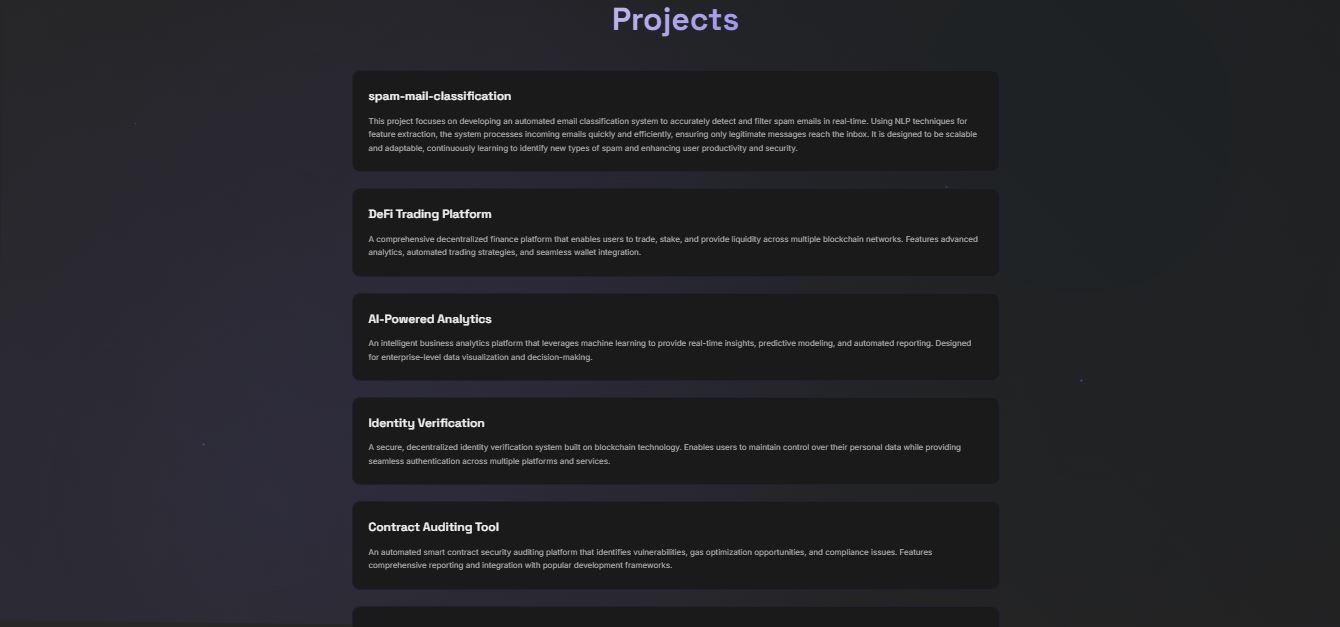 Projects
spam-mail-classification
This project focuses on developing an automated email classification system to accurately detect and filter spam emails in real-time. Using NLP techniques for
feature extraction, the system processes incoming emails quickly and efficiently, ensuring only legitimate messages reach the inbox. It is designed to be scalable
and adaptable, continuously learning to identify new types of spam and enhancing user productivity and security.
DeFi Trading Platform
A comprehensive decentralized finance platform that enables users to trade, stake, and provide liquidity across multiple blockchain networks. Features advanced
analytics, automated trading strategies, and seamless wallet integration.
AI-Powered Analytics
An intelligent business analytics platform that leverages machine learning to provide real-time insights, predictive modeling, and automated reporting. Designed
for enterprise-level data visualization and decision-making.
Identity Verification
A secure, decentralized identity verification system built on blockchain technology. Enables users to maintain control over their personal data while providing
seamless authentication across multiple platforms and services.
Contract Auditing Tool
An automated smart contract security auditing platform that identifies vulnerabilities, gas optimization opportunities, and compliance issues. Features
comprehensive reporting and integration with popular development frameworks.